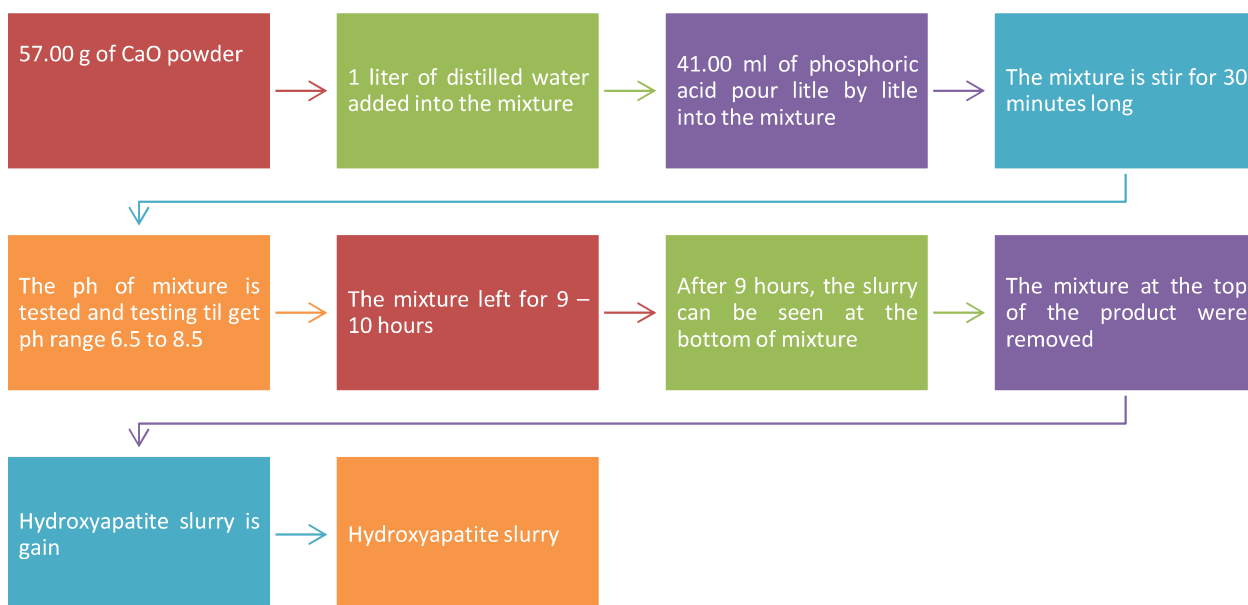 57.00 g of CaO powder
1 liter of distilled water
added into the mixture
41.00 ml of phosphoric
acid pour litle by litle
into the mixture
The mixture is stir for 30
minutes long
The ph of mixture is
tested and testing til get
ph range 6.5 to 8.5
The mixture left for 9 –
10 hours
After 9 hours, the slurry
can be seen at the
bottom of mixture
The mixture at the top
of the product were
removed
Hydroxyapatite slurry is
gain
Hydroxyapatite slurry